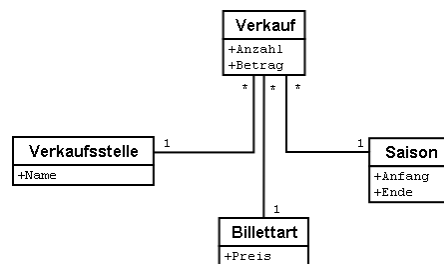 Verkauf
+Anzahl
+Betrag
* * *
1 1
Verkaufsstelle
+Name
Saison
+Anfang
+Ende
1
Billettart
+Preis